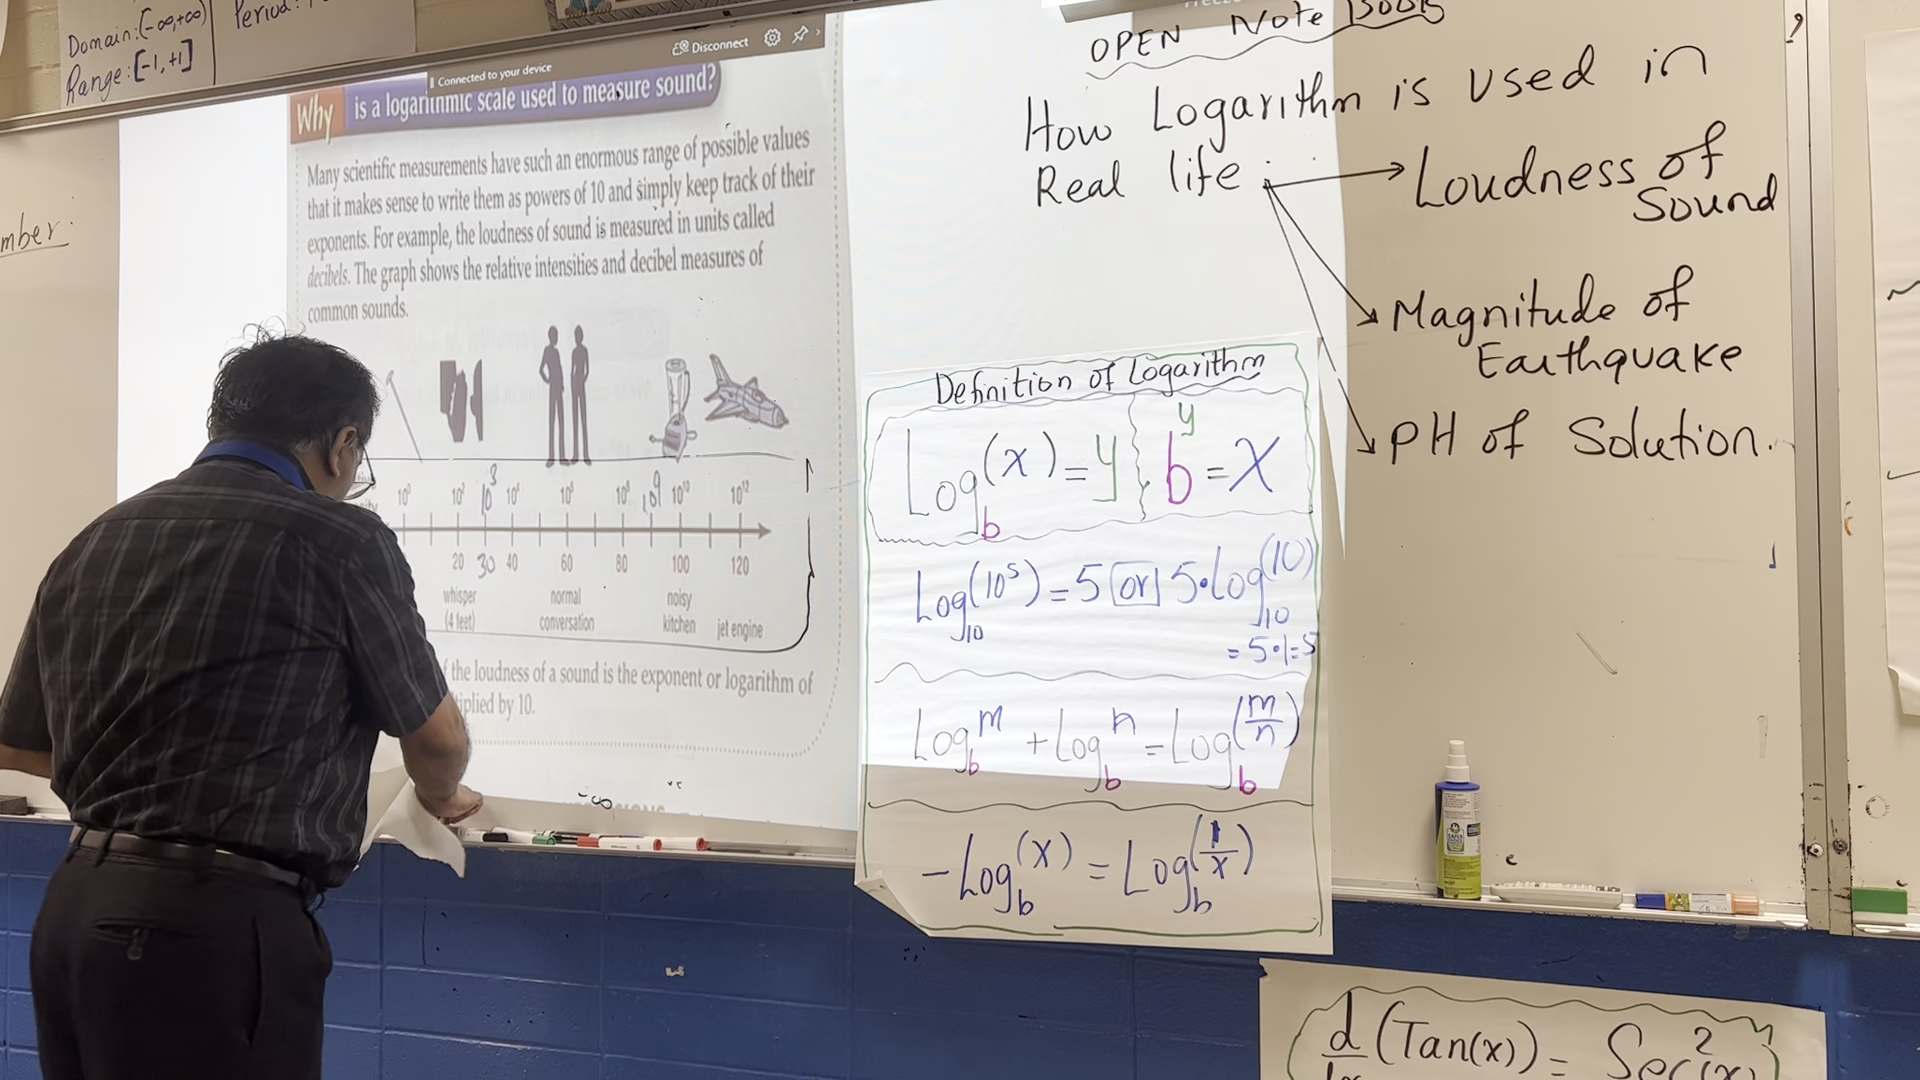 Domain: (-∞,+∞)
Range: [-1,+1]
Period:
mber:
Disconnect
Connected to your device
Why is a logarithmic scale used to measure sound?
Many scientific measurements have such an enormous range of possible values
that it makes sense to write them as powers of 10 and simply keep track of their
exponents. For example, the loudness of sound is measured in units called
decibels. The graph shows the relative intensities and decibel measures of
common sounds.
10⁰ 10² 10³ 10⁴ 10⁶ 10⁸ 10⁹ 10¹⁰ 10¹²
20 30 40 60 80 100 120
whisper
(4 feet)
normal
conversation
noisy
kitchen
jet engine
the loudness of a sound is the exponent or logarithm of
tiplied by 10.
-∞
OPEN Note Book
How Logarithm is used in
Real life
Loudness of
Sound
Magnitude of
Earthquake
PH of Solution.
Definition of Logarithm
Log_b(x) = y b^y = x
Log_10(10⁵) = 5 or 5·Log_10(10)
= 5·1=5
Log_b m + Log_b n = Log_b(m/n)
-Log_b(x) = Log_b(1/x)
d (Tan(x)) = Sec²(x)